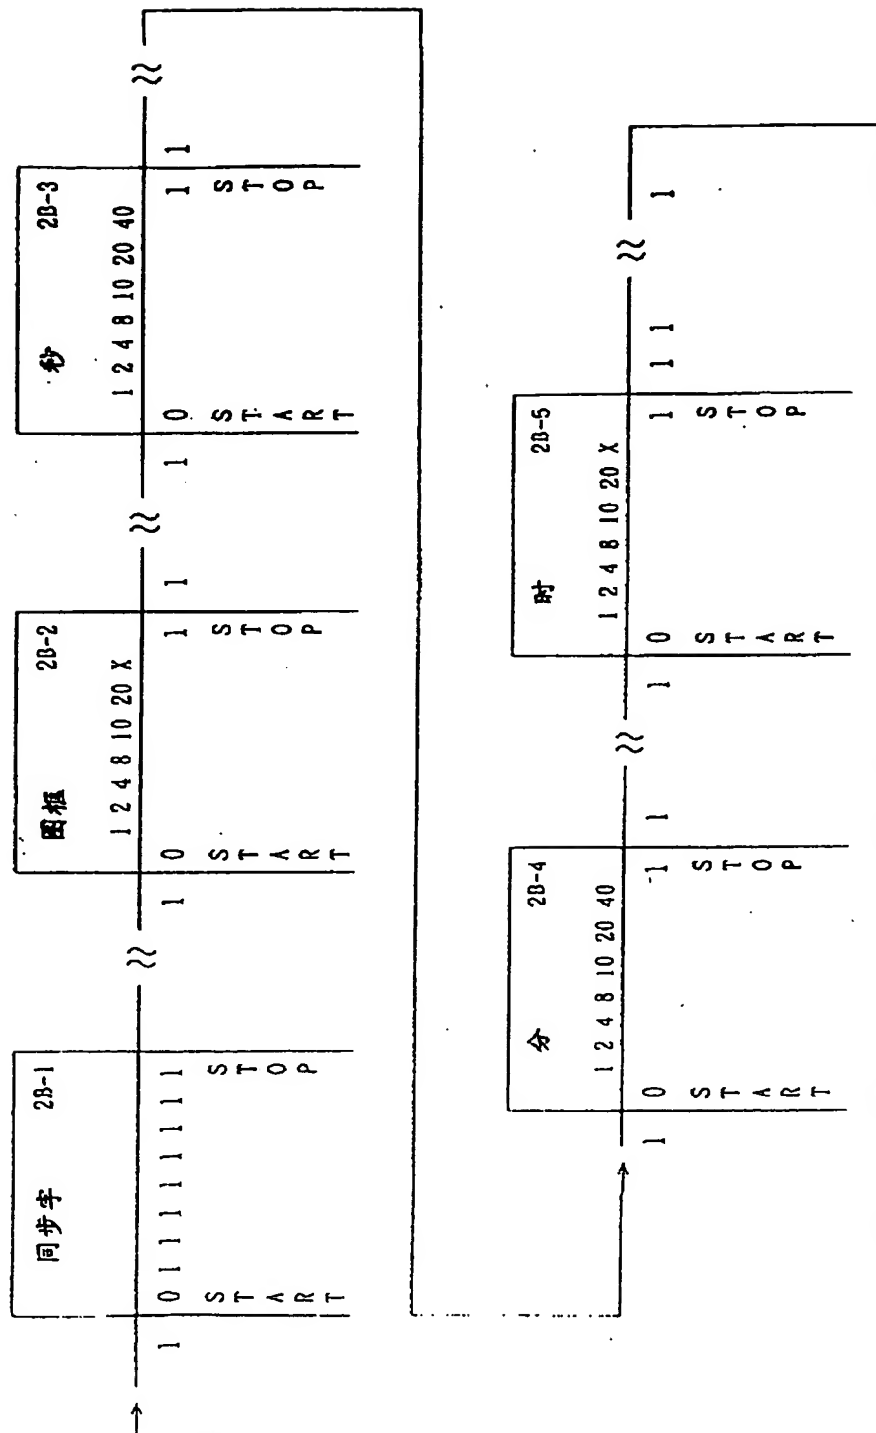 同步字 2B-1 图框 2B-2 秒 2B-3
1 2 4 8 10 20 X 1 2 4 8 10 20 40
1 0 1 1 1 1 1 1 1 1 1 0 1 1 1 0 1 1
START STOP START STOP START STOP
分 2B-4 时 2B-5
1 2 4 8 10 20 40 1 2 4 8 10 20 X
1 0 1 1 1 0 1 1 1 1
START STOP START STOP